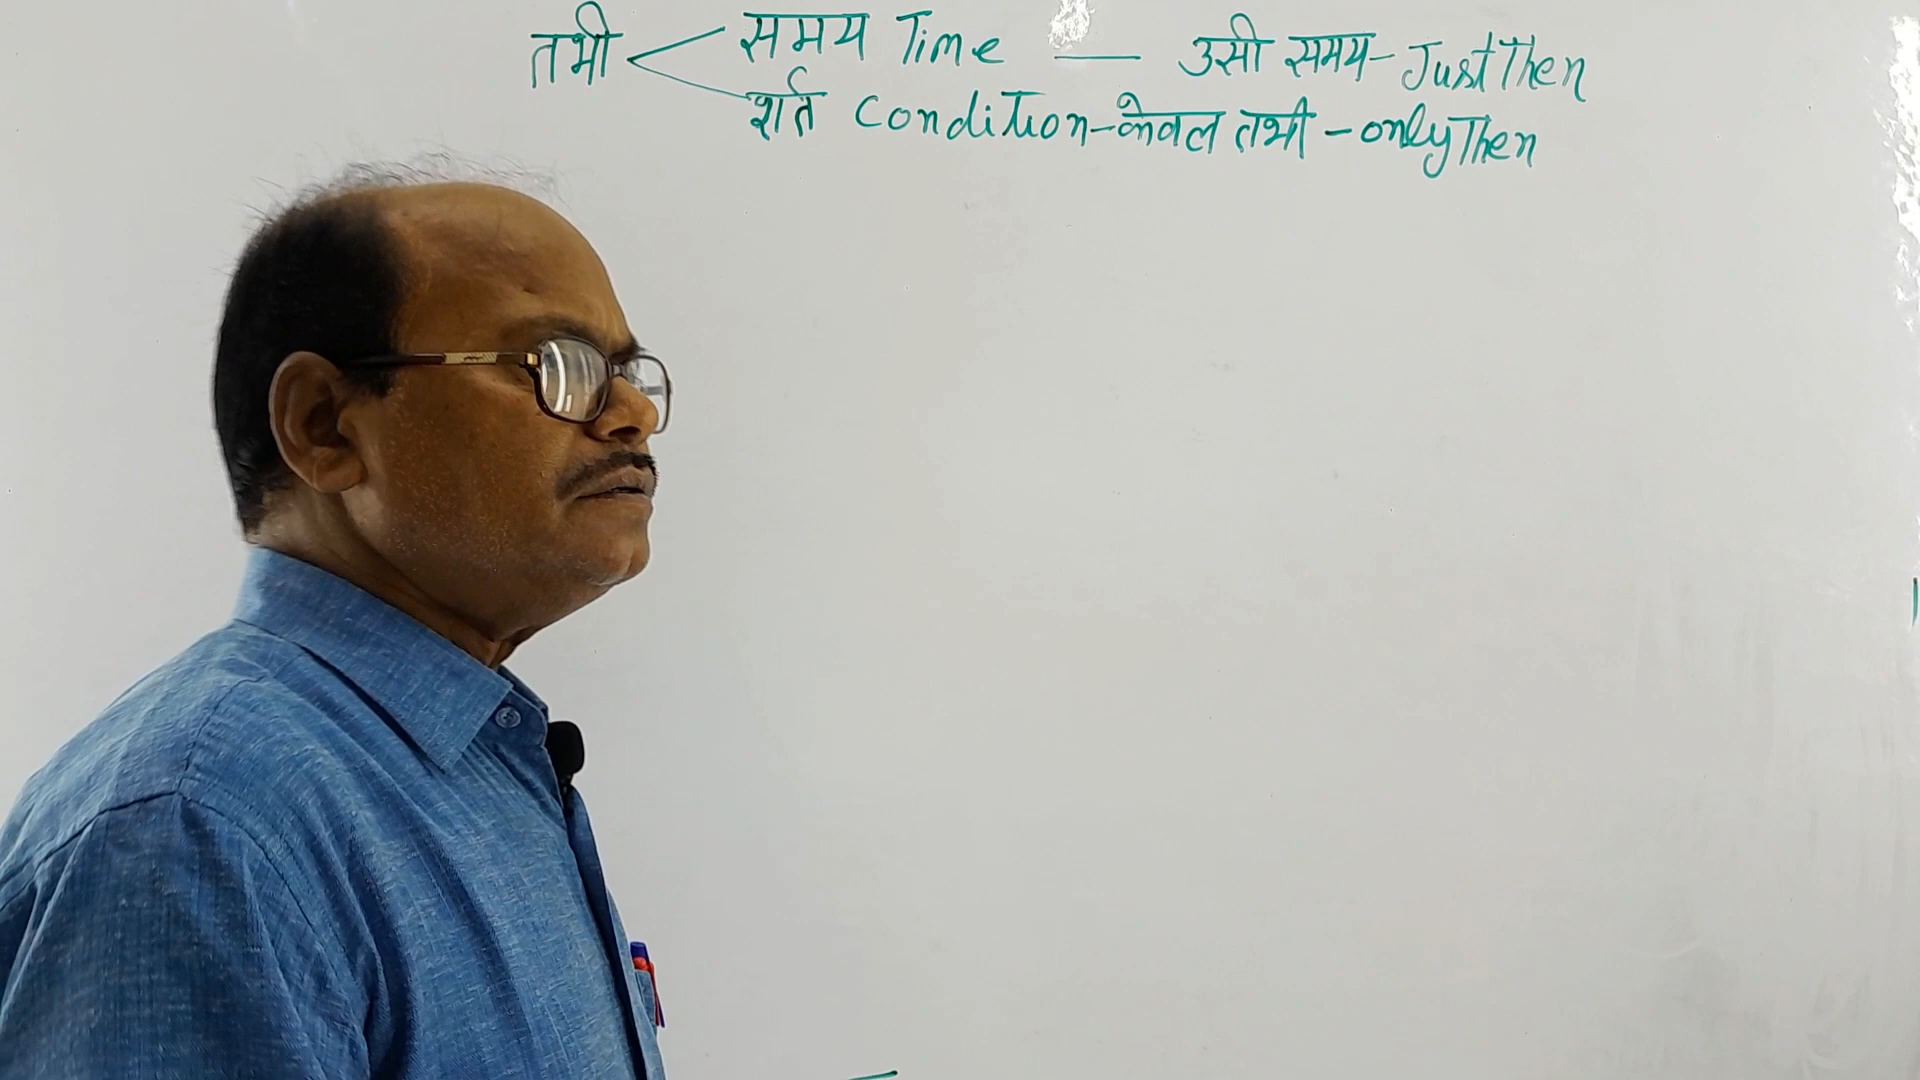 तभी < समय Time — उसी समय - Just Then
शर्त Condition - केवल तभी - only Then